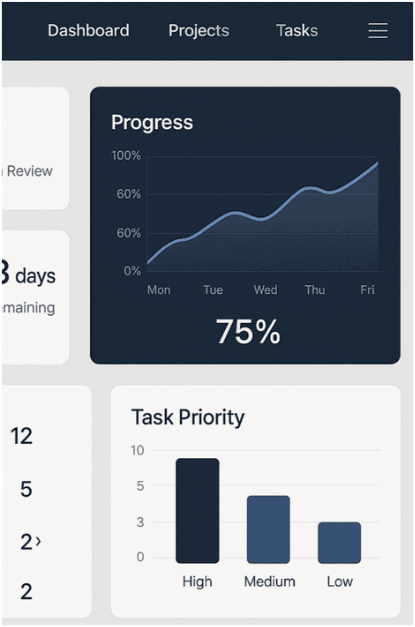 Dashboard Projects Tasks
Review
days
maining
12
5
2›
2
Progress
100%
60%
60%
0%
Mon Tue Wed Thu Fri
75%
Task Priority
10
5
3
0
High Medium Low